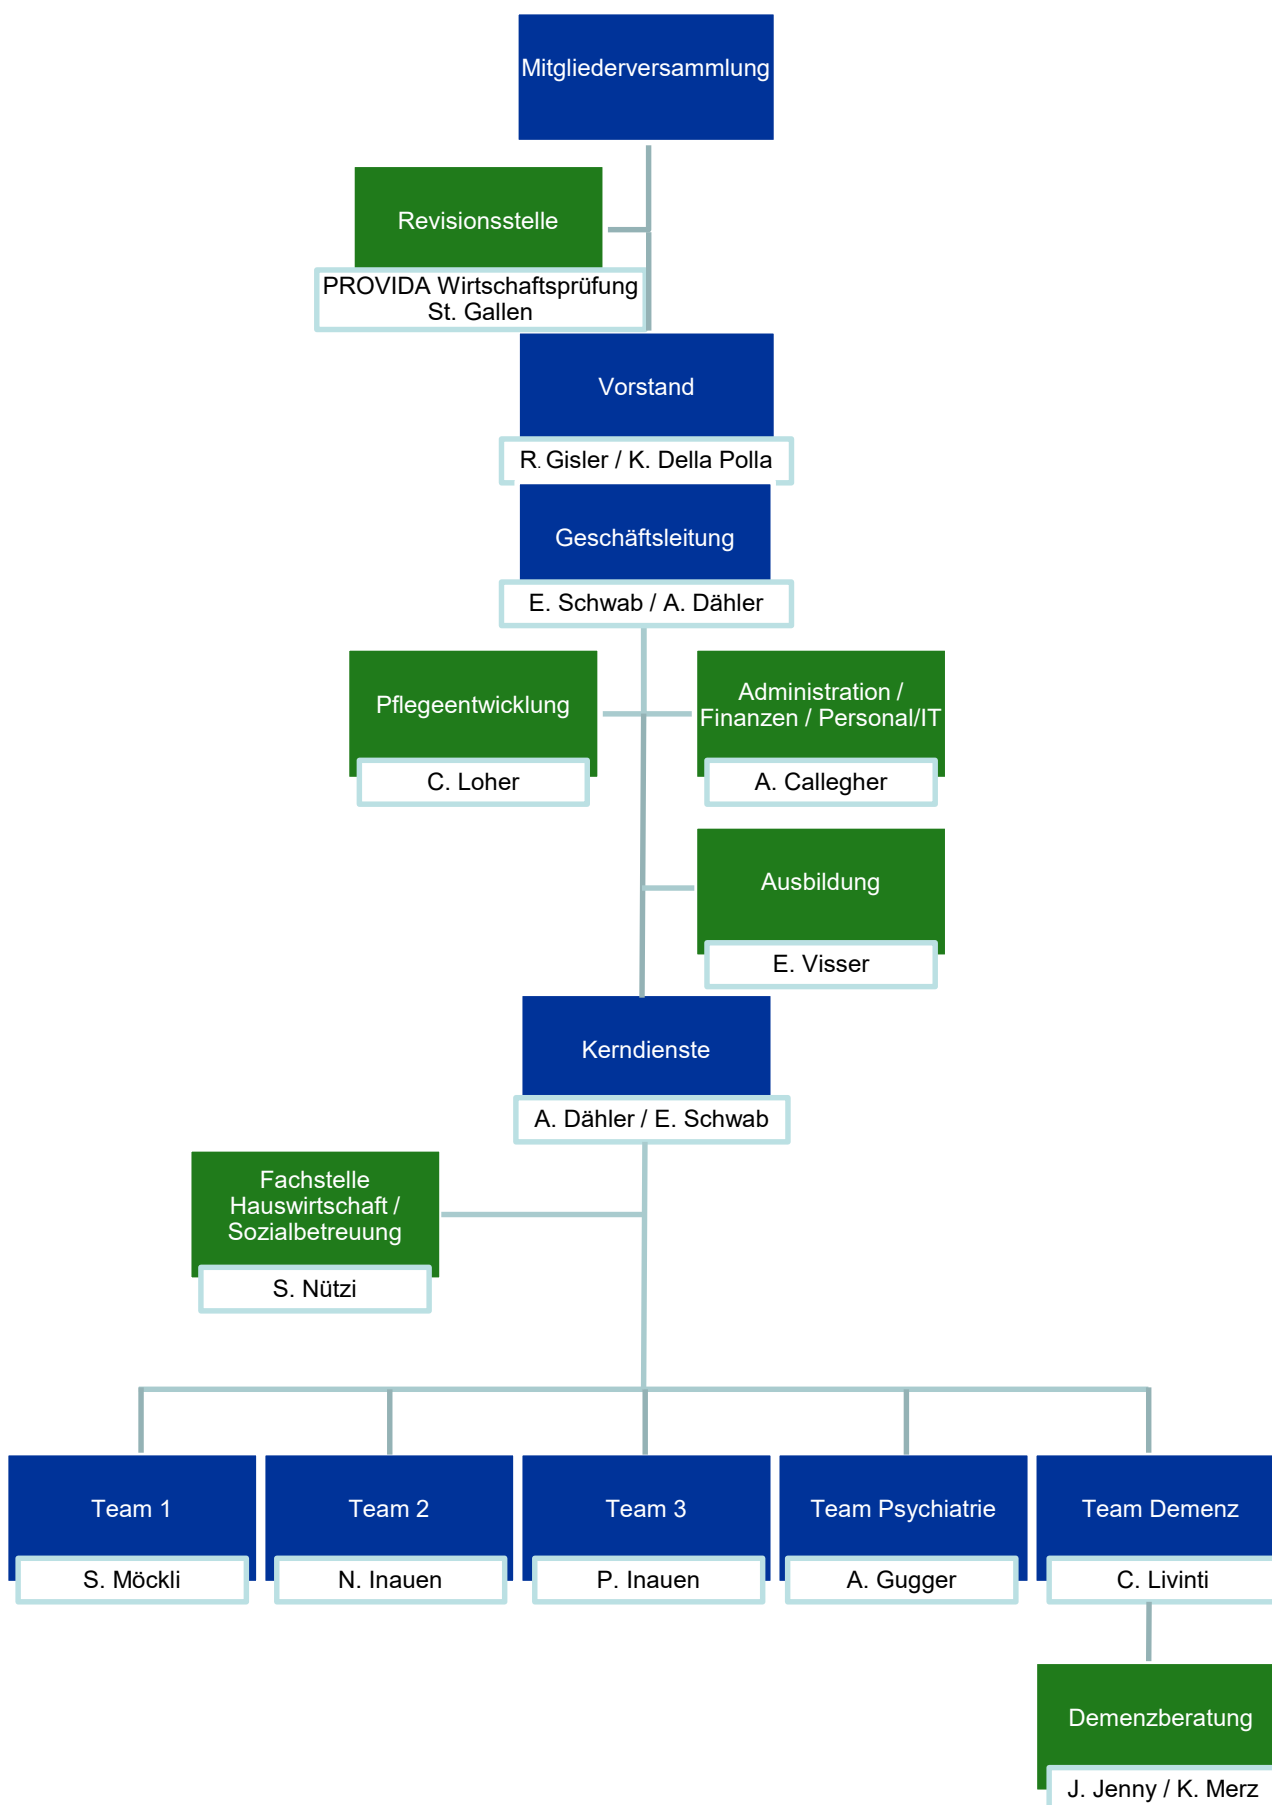 Mitgliederversammlung
Revisionsstelle
PROVIDA Wirtschaftsprüfung
St. Gallen
Vorstand
R. Gisler / K. Della Polla
Geschäftsleitung
E. Schwab / A. Dähler
Pflegeentwicklung
C. Loher
Administration /
Finanzen / Personal/IT
A. Callegher
Ausbildung
E. Visser
Kerndienste
A. Dähler / E. Schwab
Fachstelle
Hauswirtschaft /
Sozialbetreuung
S. Nützi
Team 1
S. Möckli
Team 2
N. Inauen
Team 3
P. Inauen
Team Psychiatrie
A. Gugger
Team Demenz
C. Livinti
Demenzberatung
J. Jenny / K. Merz